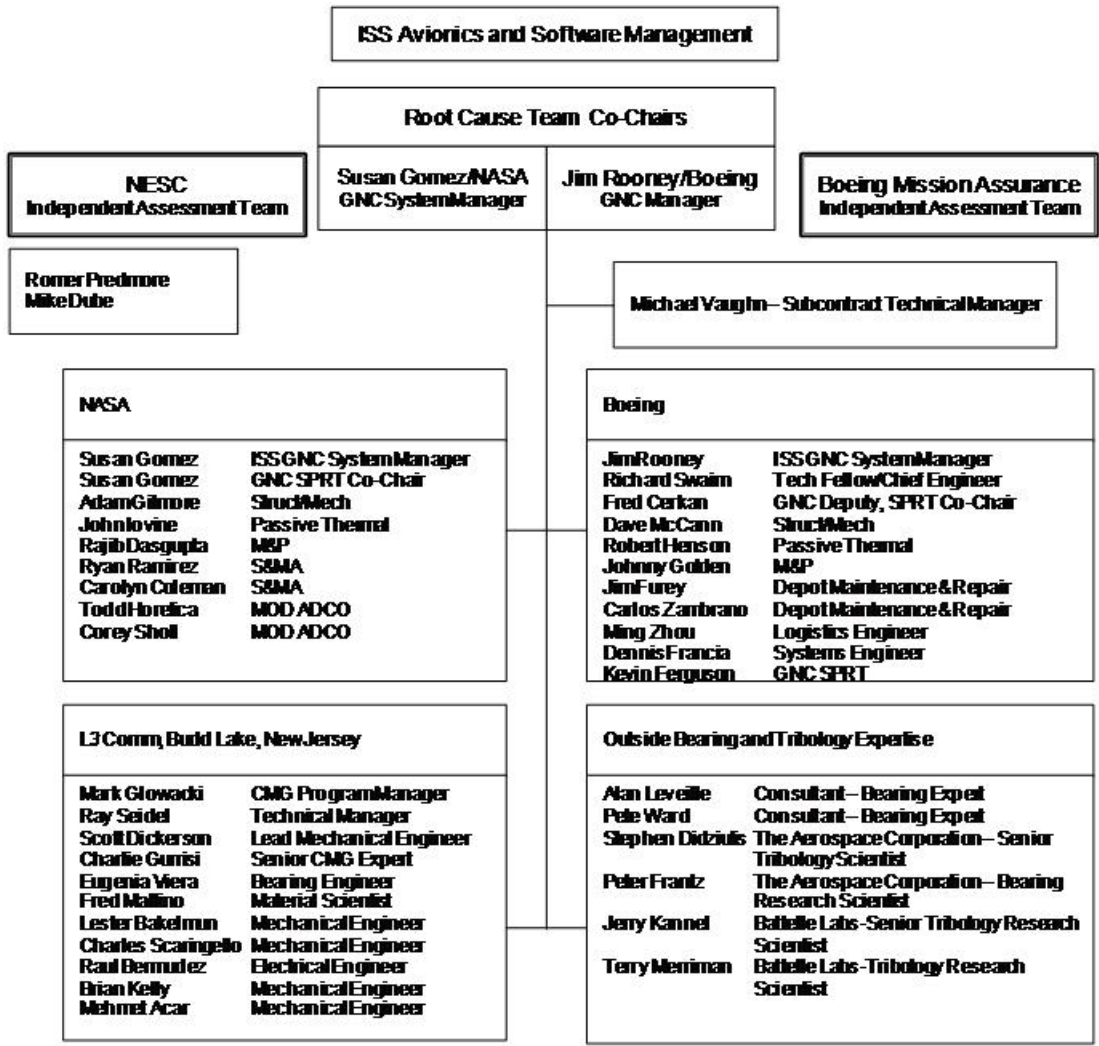 ISS Avionics and Software Management
Root Cause Team Co-Chairs
Susan Gomez/NASA
GNC System Manager
Jim Rooney/Boeing
GNC Manager
NESC
Independent Assessment Team
Boeing Mission Assurance
Independent Assessment Team
Romer Predmore
Mike Dube
Michael Vaughn – Subcontract Technical Manager
NASA
Susan Gomez ISS GNC System Manager
Susan Gomez GNC SPRT Co-Chair
Adam Gilmore Struct/Mech
John Iovine Passive Thermal
Rajib Dasgupta M&P
Ryan Ramirez S&MA
Carolyn Coleman S&MA
Todd Horelica MOD ADCO
Corey Sholl MOD ADCO
Boeing
Jim Rooney ISS GNC System Manager
Richard Swaim Tech Fellow/Chief Engineer
Fred Cerkan GNC Deputy, SPRT Co-Chair
Dave McCann Struct/Mech
Robert Henson Passive Thermal
Johnny Golden M&P
Jim Furey Depot Maintenance & Repair
Carlos Zambrano Depot Maintenance & Repair
Ming Zhou Logistics Engineer
Dennis Francia Systems Engineer
Kevin Ferguson GNC SPRT
L3 Comm, Budd Lake, New Jersey
Mark Glowacki CMG Program Manager
Ray Seidel Technical Manager
Scott Dickerson Lead Mechanical Engineer
Charlie Gurrisi Senior CMG Expert
Eugenia Viera Bearing Engineer
Fred Malfino Material Scientist
Lester Bakelmun Mechanical Engineer
Charles Scaringello Mechanical Engineer
Raul Bermudez Electrical Engineer
Brian Kelly Mechanical Engineer
Mehmet Acar Mechanical Engineer
Outside Bearing and Tribology Expertise
Alan Leveille Consultant – Bearing Expert
Pete Ward Consultant – Bearing Expert
Stephen Didziulis The Aerospace Corporation – Senior
Tribology Scientist
Peter Frantz The Aerospace Corporation – Bearing
Research Scientist
Jerry Kannel Battelle Labs-Senior Tribology Research
Scientist
Terry Merriman Battelle Labs-Tribology Research
Scientist